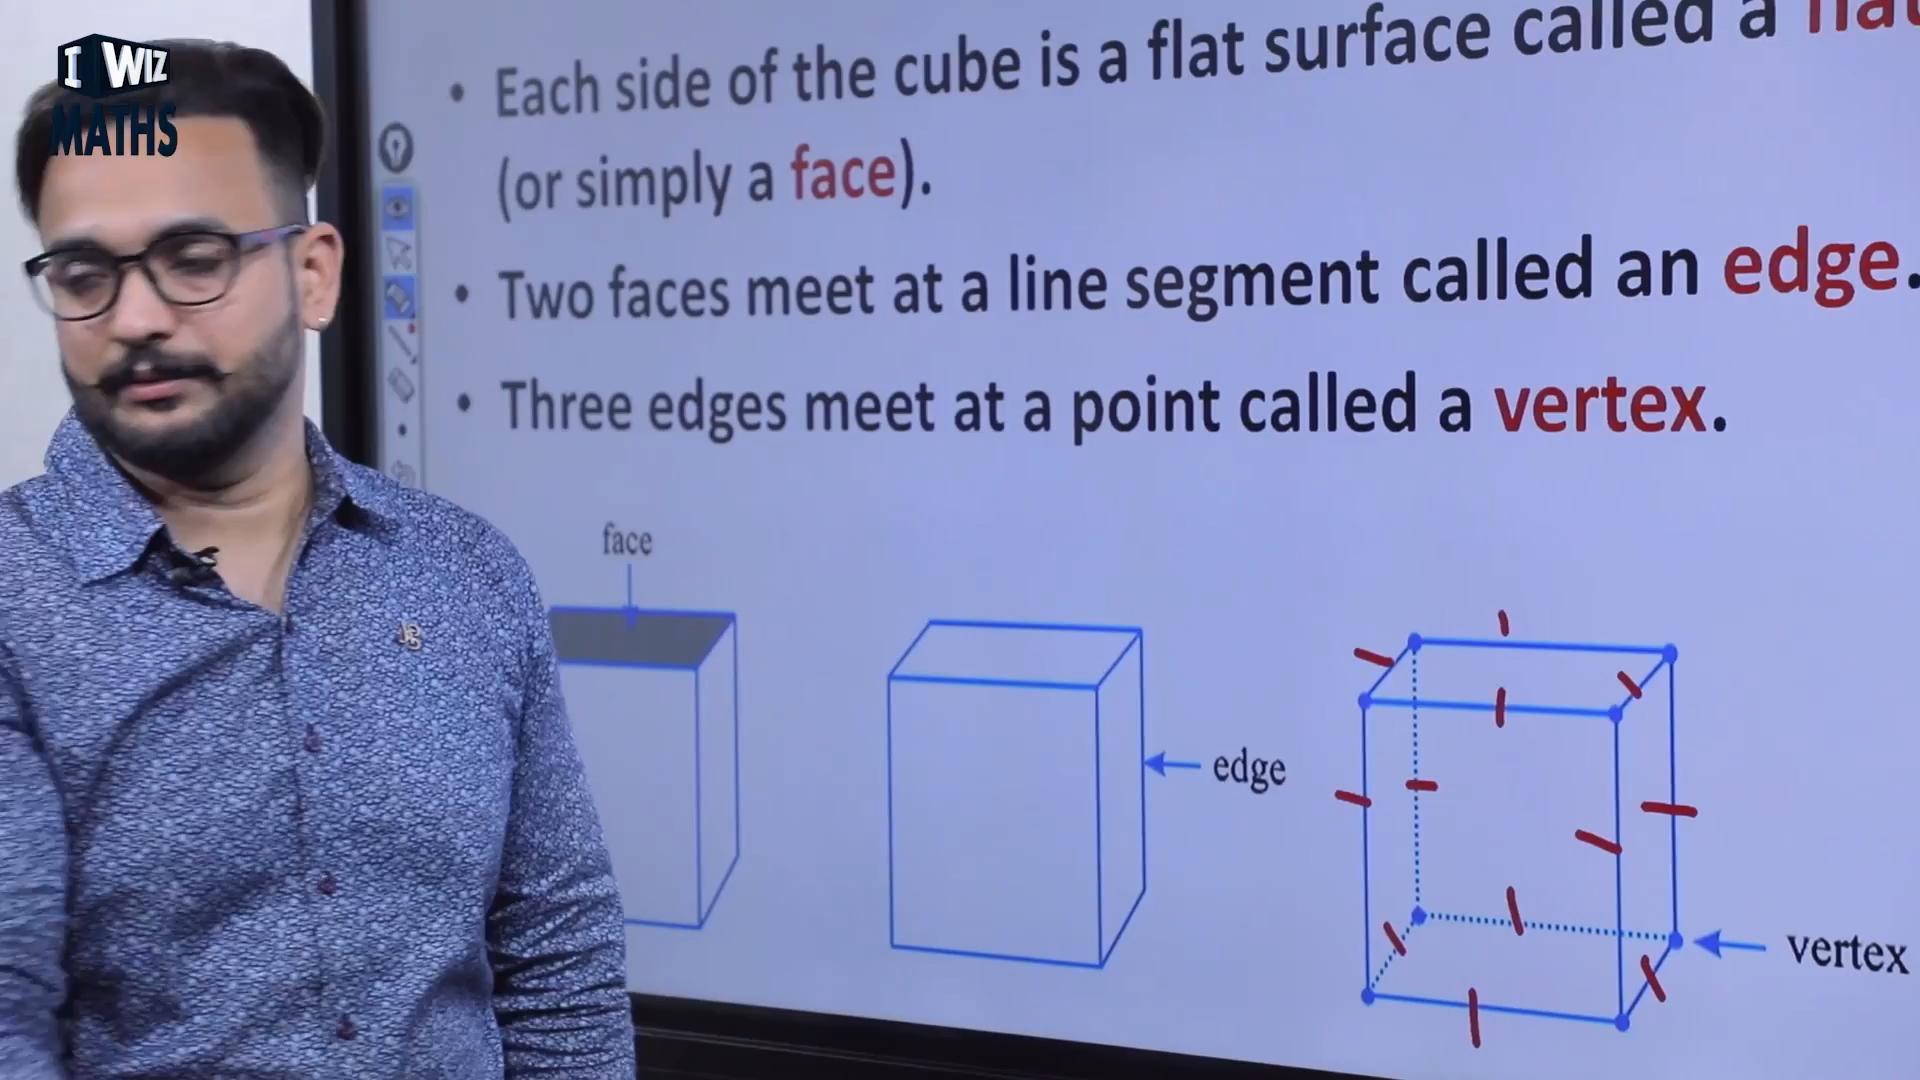 I WIZ
MATHS
• Each side of the cube is a flat surface called a flat
(or simply a face).
• Two faces meet at a line segment called an edge.
• Three edges meet at a point called a vertex.
face
edge
vertex